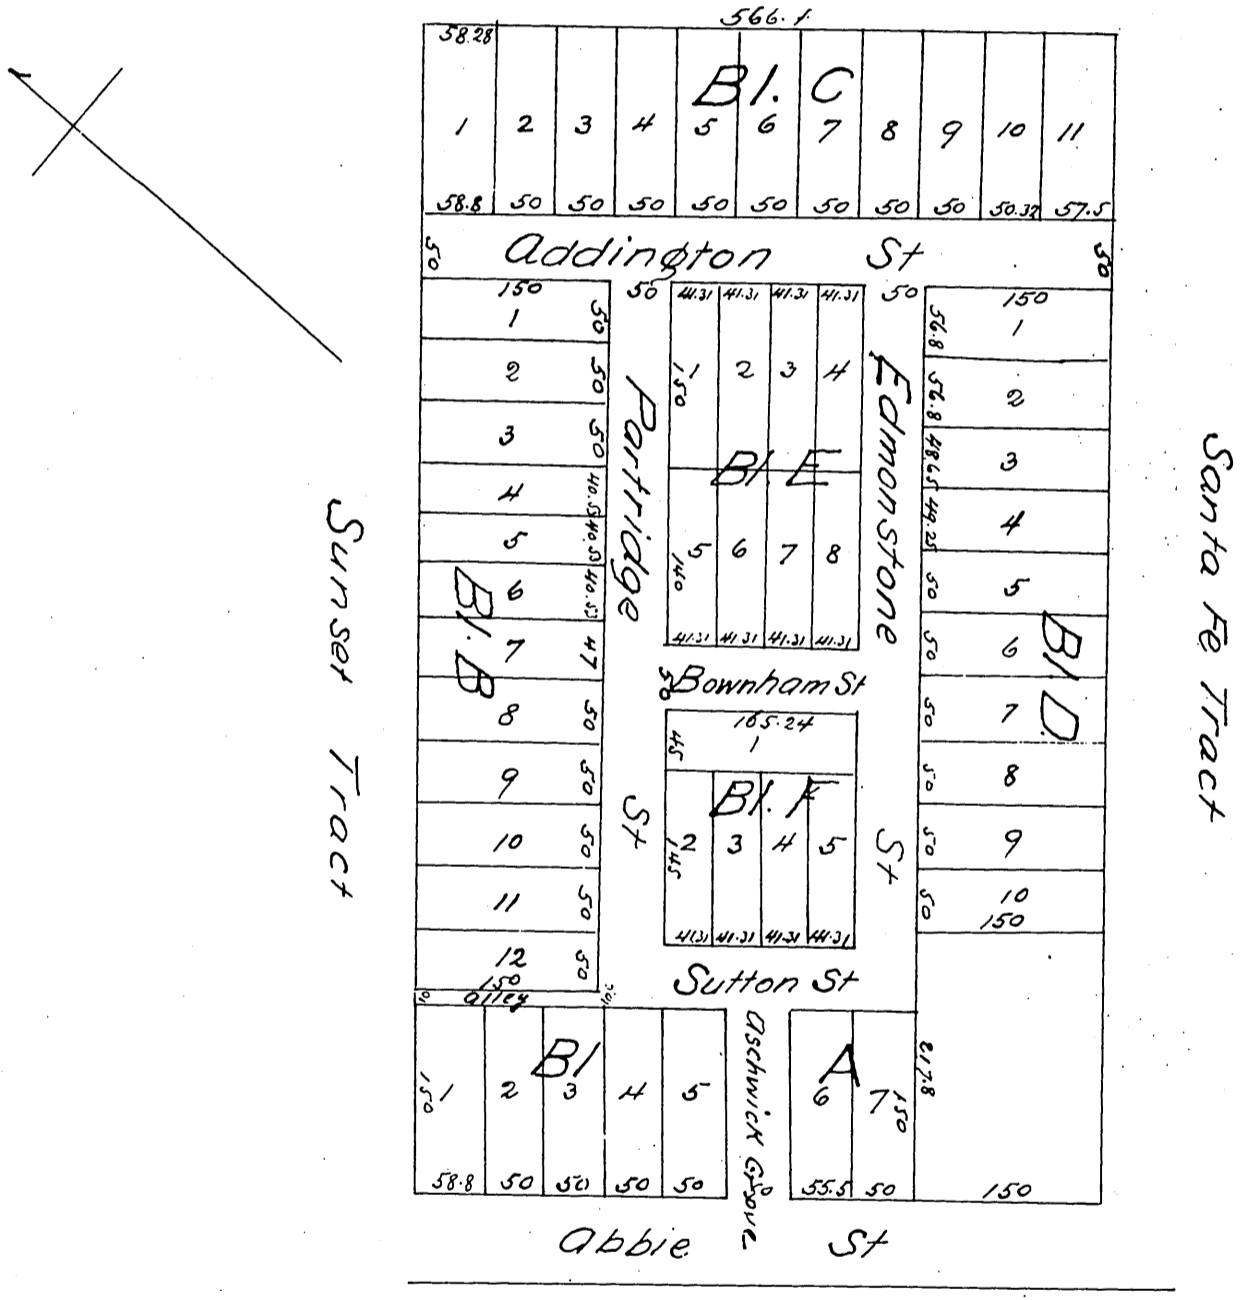 566.1
58.28
Bl. C
1 2 3 4 5 6 7 8 9 10 11
58.8 50 50 50 50 50 50 50 50 50.32 57.5
50 Addington St 50
150
1 50
2 50
3 50
4 40.53
5 40.53
6 40.53
7 47
8 50
9 50
10 50
11 50
12 50
150
Bl. B
Sunset Tract
50
Partridge St
41.31 41.31 41.31 41.31
1 2 3 4
150
Bl E
5 6 7 8
140
41.31 41.31 41.31 41.31
50 Bownham St
165.24
45 1
Bl. F
2 3 4 5
145
41.31 41.31 41.31 41.31
Sutton St
50
Edmonstone St
150
56.8 1
56.8 2
48.65 3
49.25 4
50 5
50 6
50 7
50 8
50 9
50 10
150
Bl D.
Santa Fe Tract
10 alley
Bl A
150 1 2 3 4 5
6 7 150
58.8 50 50 50 50
55.5 50
Aschwick Grove
50
817.8
150
Abbie St